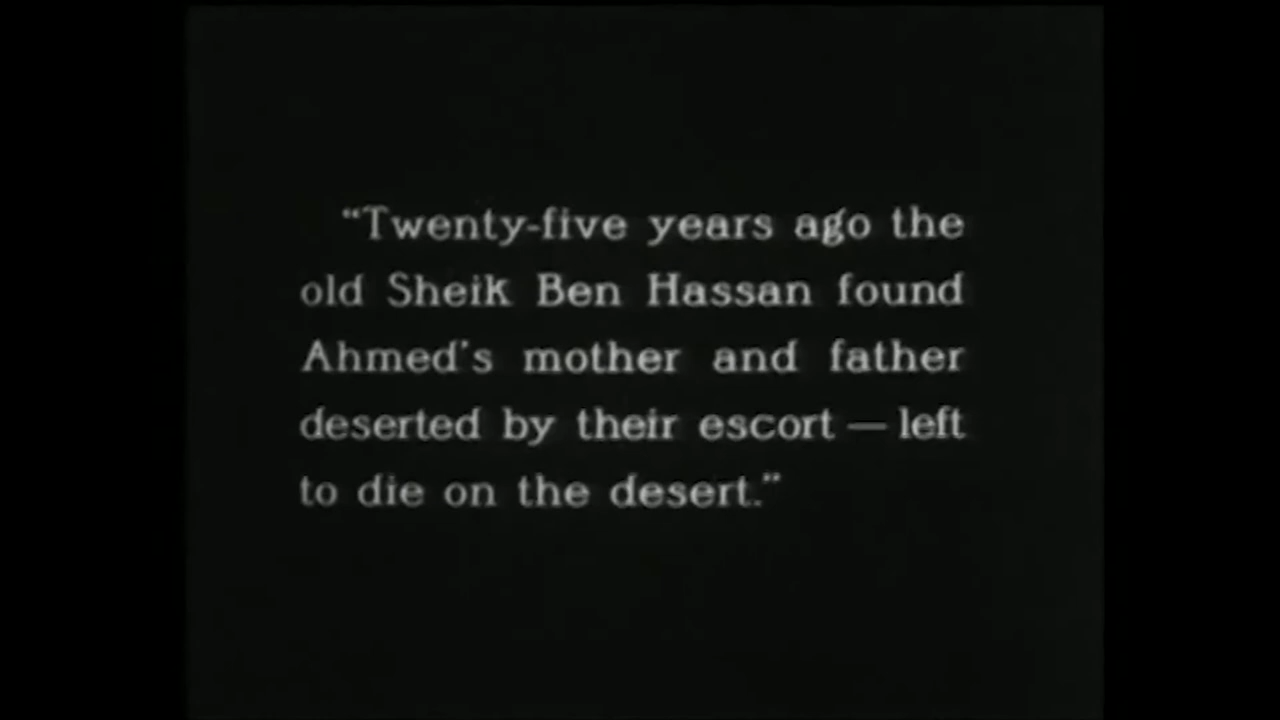 “Twenty-five years ago the
old Sheik Ben Hassan found
Ahmed's mother and father
deserted by their escort — left
to die on the desert.”